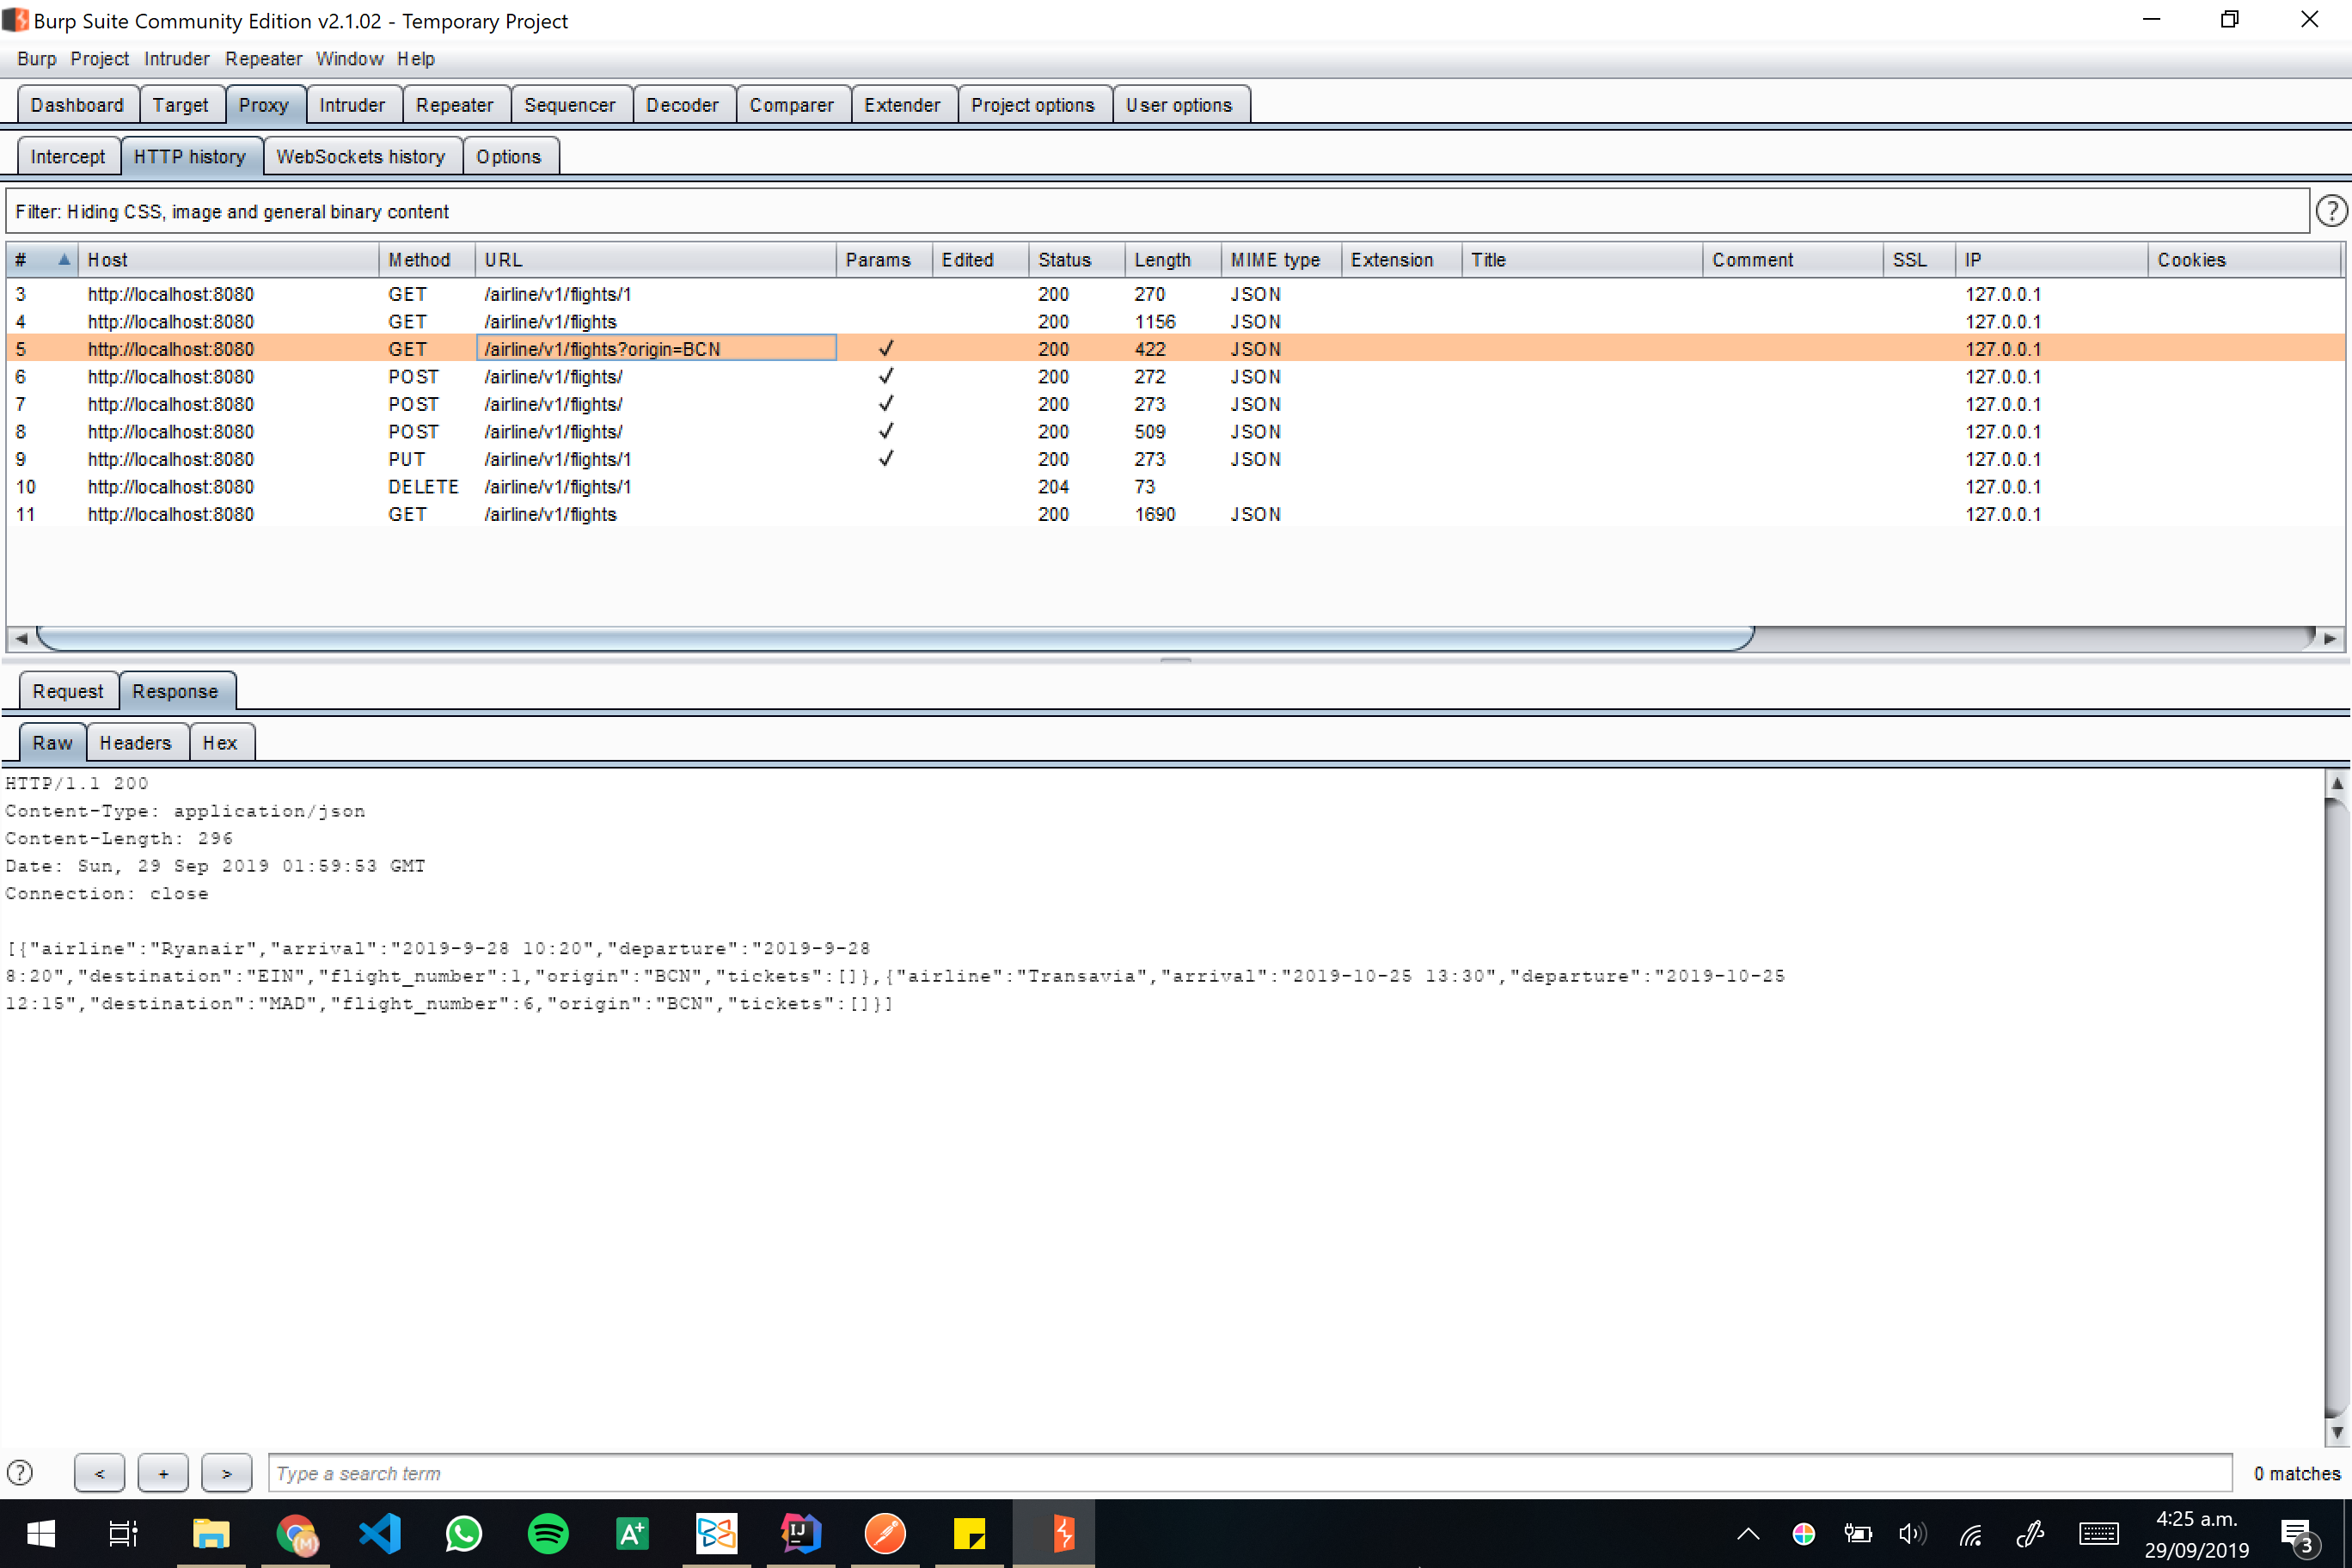 Burp Suite Community Edition v2.1.02 - Temporary Project
Burp Project Intruder Repeater Window Help
Dashboard Target Proxy Intruder Repeater Sequencer Decoder Comparer Extender Project options User options
Intercept HTTP history WebSockets history Options
Filter: Hiding CSS, image and general binary content ?
# Host Method URL Params Edited Status Length MIME type Extension Title Comment SSL IP Cookies
3 http://localhost:8080 GET /airline/v1/flights/1 200 270 JSON 127.0.0.1
4 http://localhost:8080 GET /airline/v1/flights 200 1156 JSON 127.0.0.1
5 http://localhost:8080 GET /airline/v1/flights?origin=BCN ✓ 200 422 JSON 127.0.0.1
6 http://localhost:8080 POST /airline/v1/flights/ ✓ 200 272 JSON 127.0.0.1
7 http://localhost:8080 POST /airline/v1/flights/ ✓ 200 273 JSON 127.0.0.1
8 http://localhost:8080 POST /airline/v1/flights/ ✓ 200 509 JSON 127.0.0.1
9 http://localhost:8080 PUT /airline/v1/flights/1 ✓ 200 273 JSON 127.0.0.1
10 http://localhost:8080 DELETE /airline/v1/flights/1 204 73 127.0.0.1
11 http://localhost:8080 GET /airline/v1/flights 200 1690 JSON 127.0.0.1
Request Response
Raw Headers Hex
HTTP/1.1 200
Content-Type: application/json
Content-Length: 296
Date: Sun, 29 Sep 2019 01:59:53 GMT
Connection: close
[{"airline":"Ryanair","arrival":"2019-9-28 10:20","departure":"2019-9-28
8:20","destination":"EIN","flight_number":1,"origin":"BCN","tickets":[]},{"airline":"Transavia","arrival":"2019-10-25 13:30","departure":"2019-10-25
12:15","destination":"MAD","flight_number":6,"origin":"BCN","tickets":[]}]
? < + > Type a search term 0 matches
M A+ IJ 4:25 a.m.
29/09/2019 3